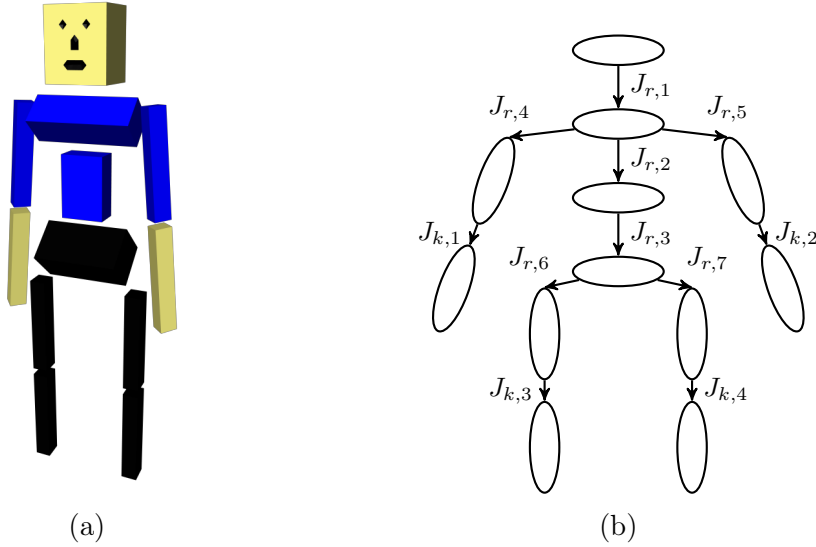 J_{r,1}
J_{r,4} J_{r,5}
J_{r,2}
J_{k,1} J_{r,3} J_{k,2}
J_{r,6} J_{r,7}
J_{k,3} J_{k,4}
(a) (b)